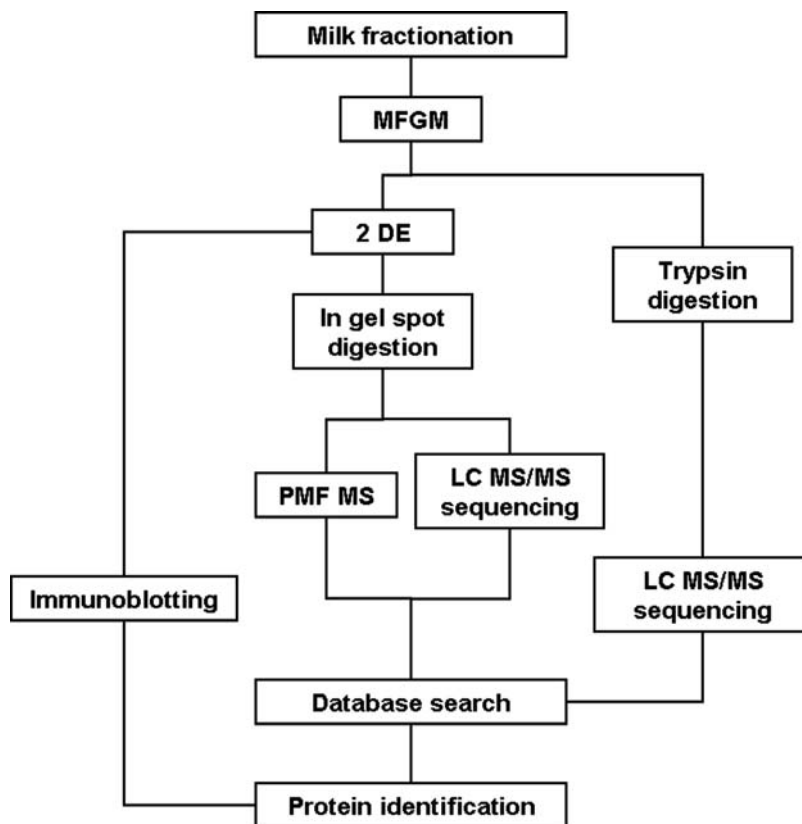 Milk fractionation
MFGM
2 DE
Trypsin
digestion
In gel spot
digestion
PMF MS
LC MS/MS
sequencing
Immunoblotting
LC MS/MS
sequencing
Database search
Protein identification